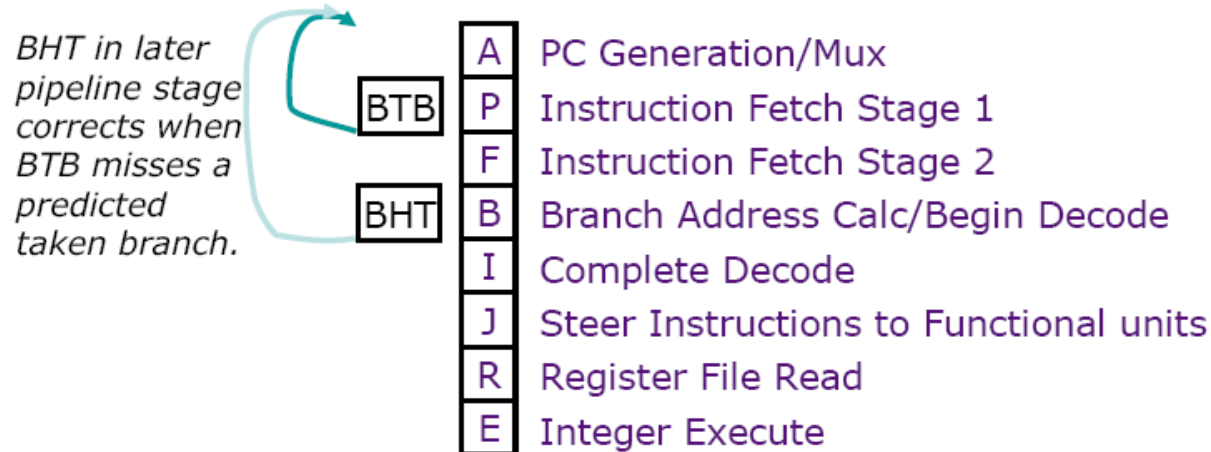 BHT in later
pipeline stage
corrects when
BTB misses a
predicted
taken branch.
BTB
BHT
A PC Generation/Mux
P Instruction Fetch Stage 1
F Instruction Fetch Stage 2
B Branch Address Calc/Begin Decode
I Complete Decode
J Steer Instructions to Functional units
R Register File Read
E Integer Execute